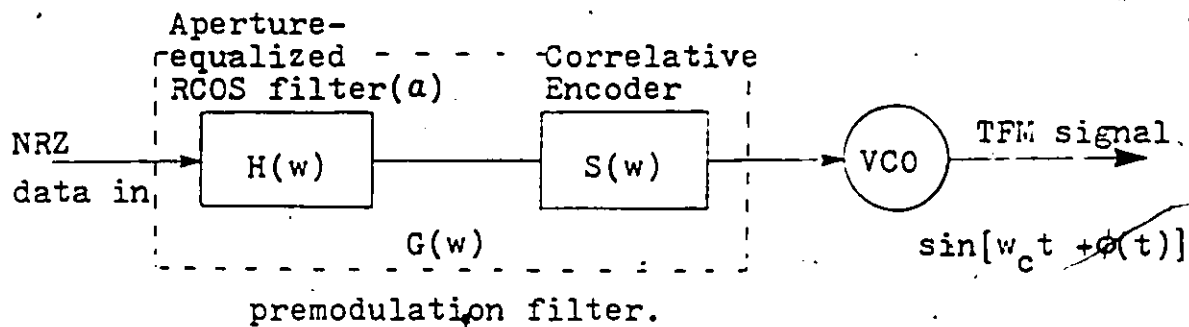 Aperture-
equalized
RCOS filter(a)
Correlative
Encoder
NRZ
data in
H(w)
S(w)
VCO
TFM signal.
G(w)
sin[w_c t +ϕ(t)]
premodulation filter.